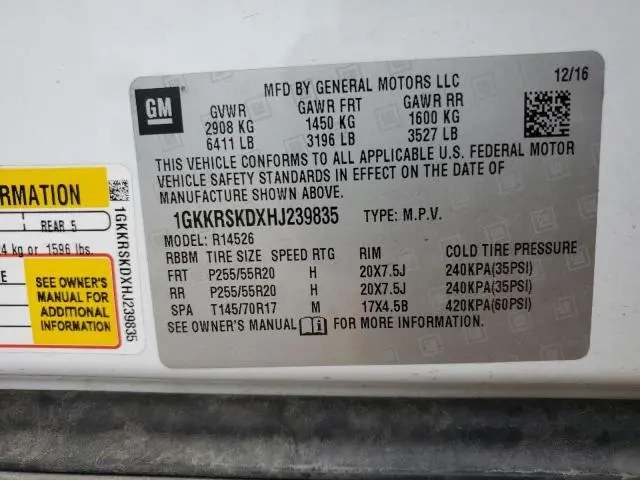 MFD BY GENERAL MOTORS LLC 12/16
GM
GVWR GAWR FRT GAWR RR
2908 KG 1450 KG 1600 KG
6411 LB 3196 LB 3527 LB
THIS VEHICLE CONFORMS TO ALL APPLICABLE U.S. FEDERAL MOTOR
VEHICLE SAFETY STANDARDS IN EFFECT ON THE DATE OF
MANUFACTURE SHOWN ABOVE.
1GKKRSKDXHJ239835 TYPE: M.P.V.
MODEL: R14526
RBBM TIRE SIZE SPEED RTG RIM COLD TIRE PRESSURE
FRT P255/55R20 H 20X7.5J 240KPA(35PSI)
RR P255/55R20 H 20X7.5J 240KPA(35PSI)
SPA T145/70R17 M 17X4.5B 420KPA(60PSI)
SEE OWNER'S MANUAL FOR MORE INFORMATION.
REAR 5
kg or 1596 lbs.
SEE OWNER'S
MANUAL FOR
ADDITIONAL
INFORMATION
1GKKRSKDXHJ239835